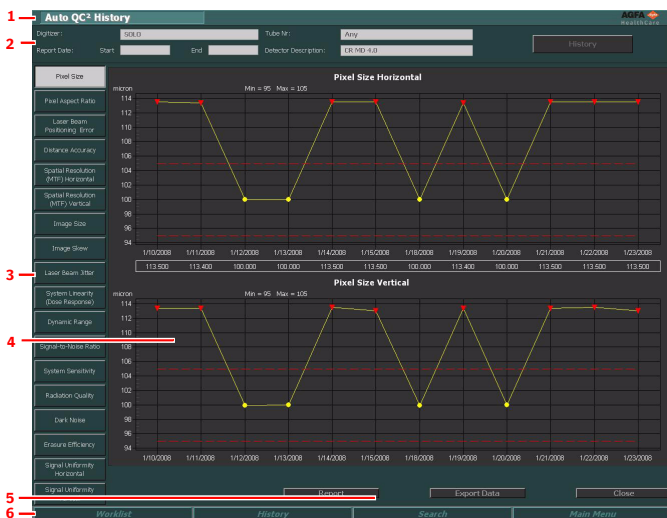 1
Auto QC² History
AGFA
HealthCare
2
Digitizer:
SOLO
Tube Nr:
Any
Report Date:
Start
End
Detector Description:
CR MD 4.0
History
Pixel Size
Pixel Aspect Ratio
Laser Beam
Positioning Error
Distance Accuracy
Spatial Resolution
(MTF) Horizontal
Spatial Resolution
(MTF) Vertical
Image Size
Image Skew
3
Laser Beam Jitter
System Linearity
(Dose Response)
Dynamic Range
4
Signal-to-Noise Ratio
System Sensitivity
Radiation Quality
Dark Noise
Erasure Efficiency
Signal Uniformity
Horizontal
Signal Uniformity
Pixel Size Horizontal
micron
Min = 95 Max = 105
114
112
110
108
106
104
102
100
98
96
94
1/10/2008 1/11/2008 1/12/2008 1/13/2008 1/14/2008 1/15/2008 1/18/2008 1/19/2008 1/20/2008 1/21/2008 1/22/2008 1/23/2008
113.500 113.400 100.000 100.000 113.500 113.500 100.000 113.400 100.000 113.500 113.500 113.500
Pixel Size Vertical
micron
Min = 95 Max = 105
114
112
110
108
106
104
102
100
98
96
94
1/10/2008 1/11/2008 1/12/2008 1/13/2008 1/14/2008 1/15/2008 1/18/2008 1/19/2008 1/20/2008 1/21/2008 1/22/2008 1/23/2008
5
Report
Export Data
Close
6
Worklist
History
Search
Main Menu